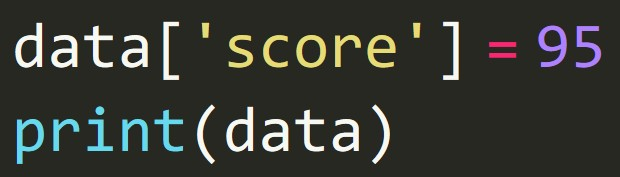 data['score'] = 95
print(data)